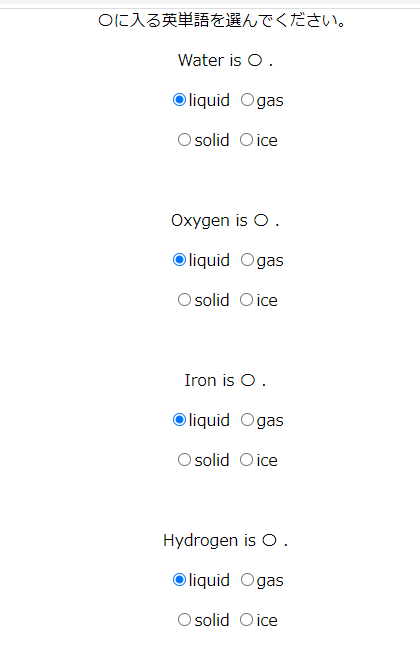 〇に入る英単語を選んでください。
Water is 〇 .
liquid gas
solid ice
Oxygen is 〇 .
liquid gas
solid ice
Iron is 〇 .
liquid gas
solid ice
Hydrogen is 〇 .
liquid gas
solid ice